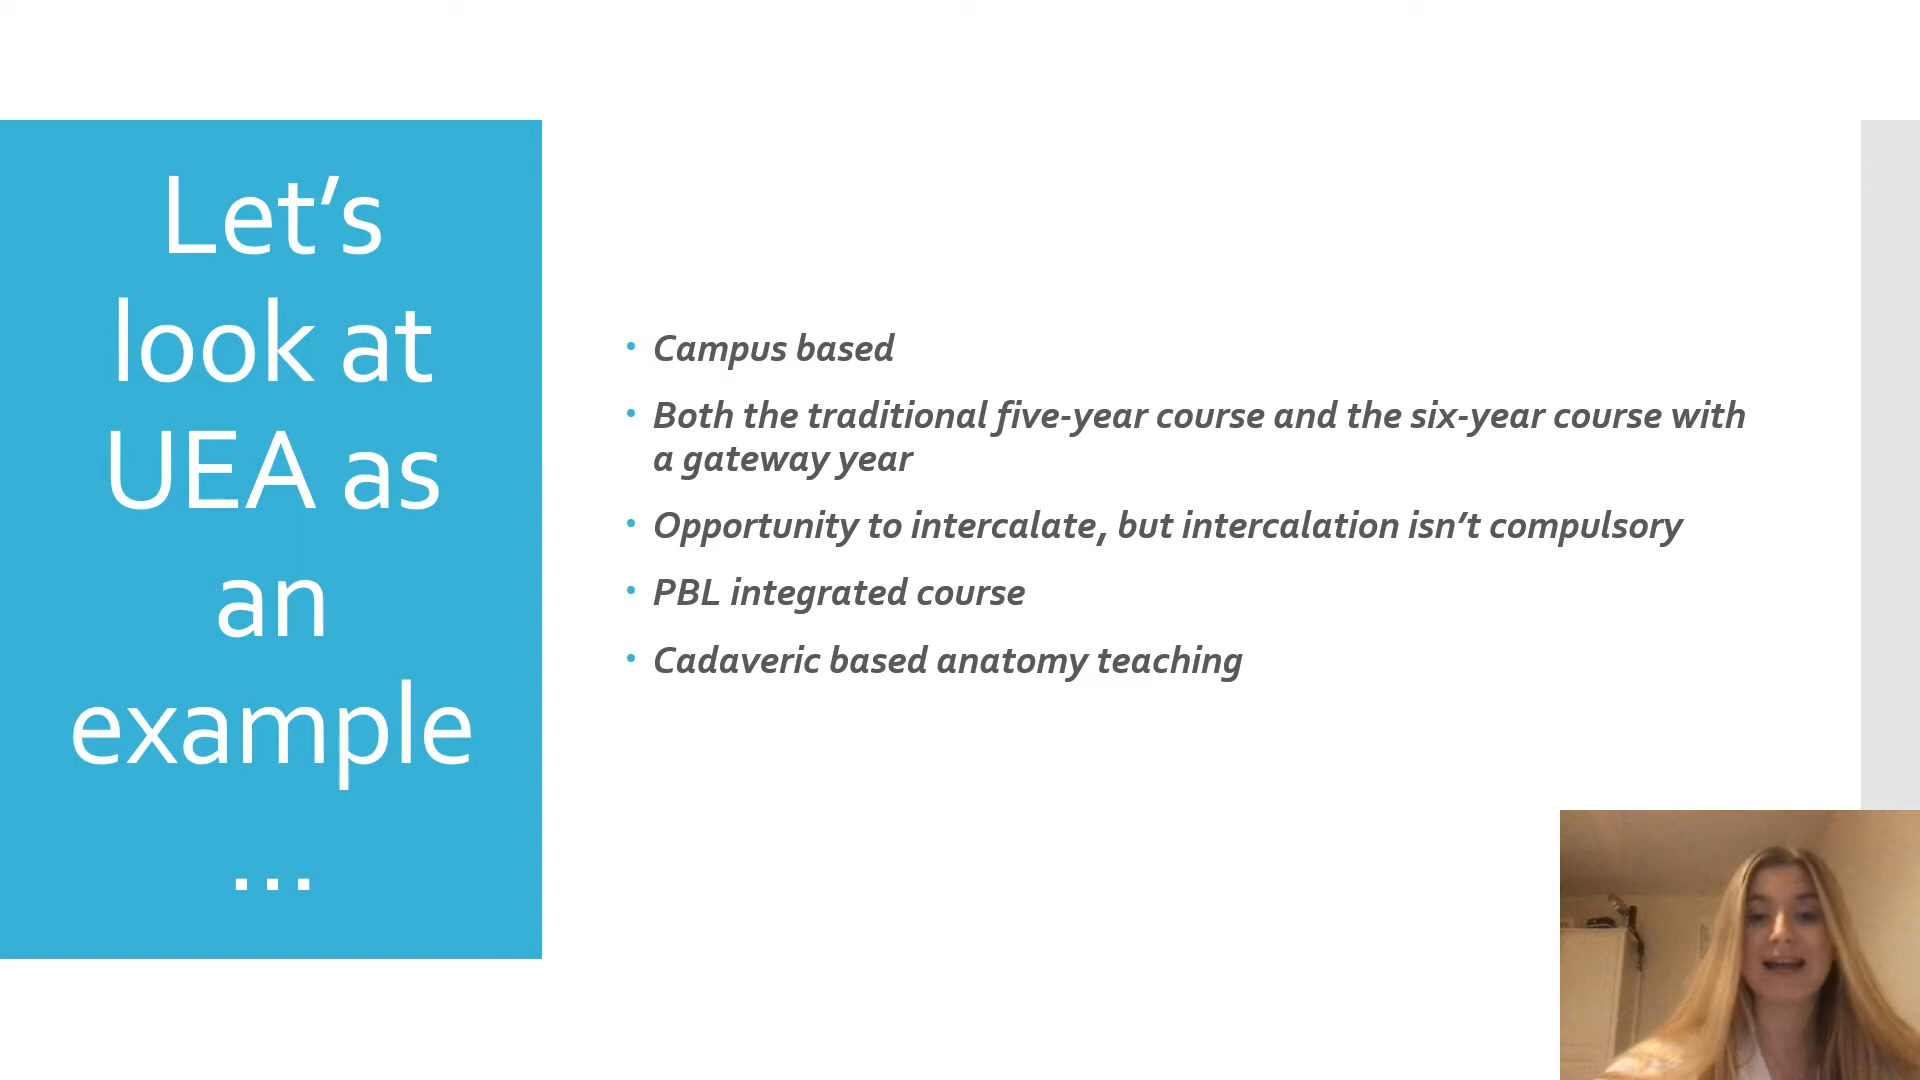 Let’s
look at
UEA as
an
example
...
• Campus based
• Both the traditional five-year course and the six-year course with
a gateway year
• Opportunity to intercalate, but intercalation isn’t compulsory
• PBL integrated course
• Cadaveric based anatomy teaching